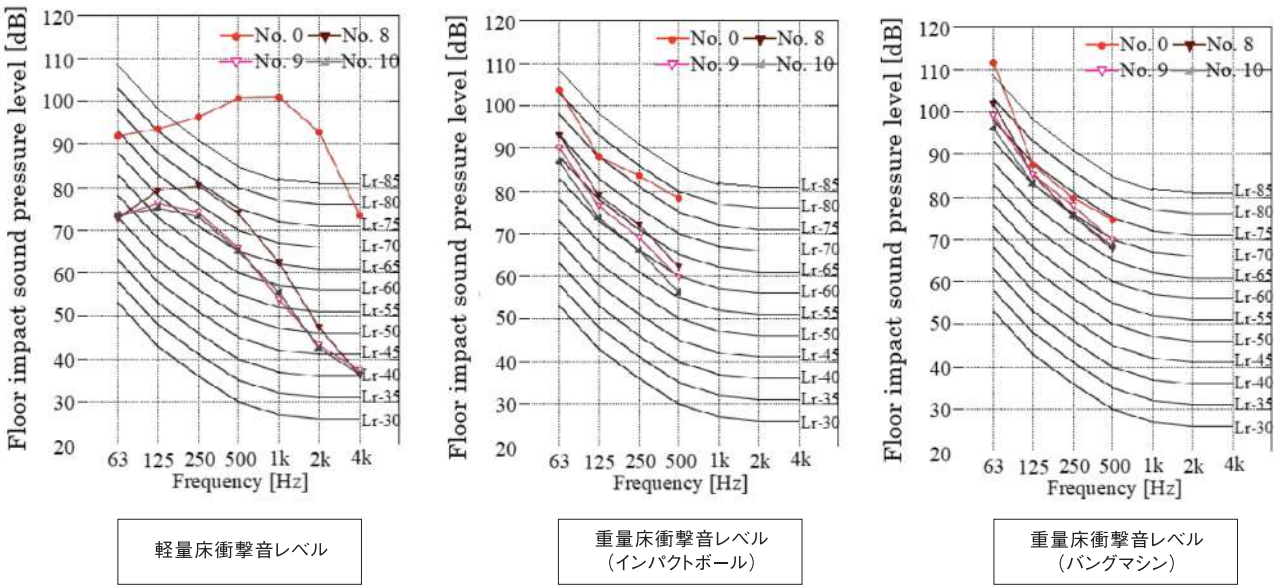 Floor impact sound pressure level [dB]
120
110
100
90
80
70
60
50
40
30
20
No. 0 No. 8
No. 9 No. 10
Lr-85
Lr-80
Lr-75
Lr-70
Lr-65
Lr-60
Lr-55
Lr-50
Lr-45
Lr-40
Lr-35
Lr-30
63 125 250 500 1k 2k 4k
Frequency [Hz]
軽量床衝撃音レベル
Floor impact sound pressure level [dB]
120
110
100
90
80
70
60
50
40
30
20
No. 0 No. 8
No. 9 No. 10
Lr-85
Lr-80
Lr-75
Lr-70
Lr-65
Lr-60
Lr-55
Lr-50
Lr-45
Lr-40
Lr-35
Lr-30
63 125 250 500 1k 2k 4k
Frequency [Hz]
重量床衝撃音レベル
（インパクトボール）
Floor impact sound pressure level [dB]
120
110
100
90
80
70
60
50
40
30
20
No. 0 No. 8
No. 9 No. 10
Lr-85
Lr-80
Lr-75
Lr-70
Lr-65
Lr-60
Lr-55
Lr-50
Lr-45
Lr-40
Lr-35
Lr-30
63 125 250 500 1k 2k 4k
Frequency [Hz]
重量床衝撃音レベル
（バングマシン）